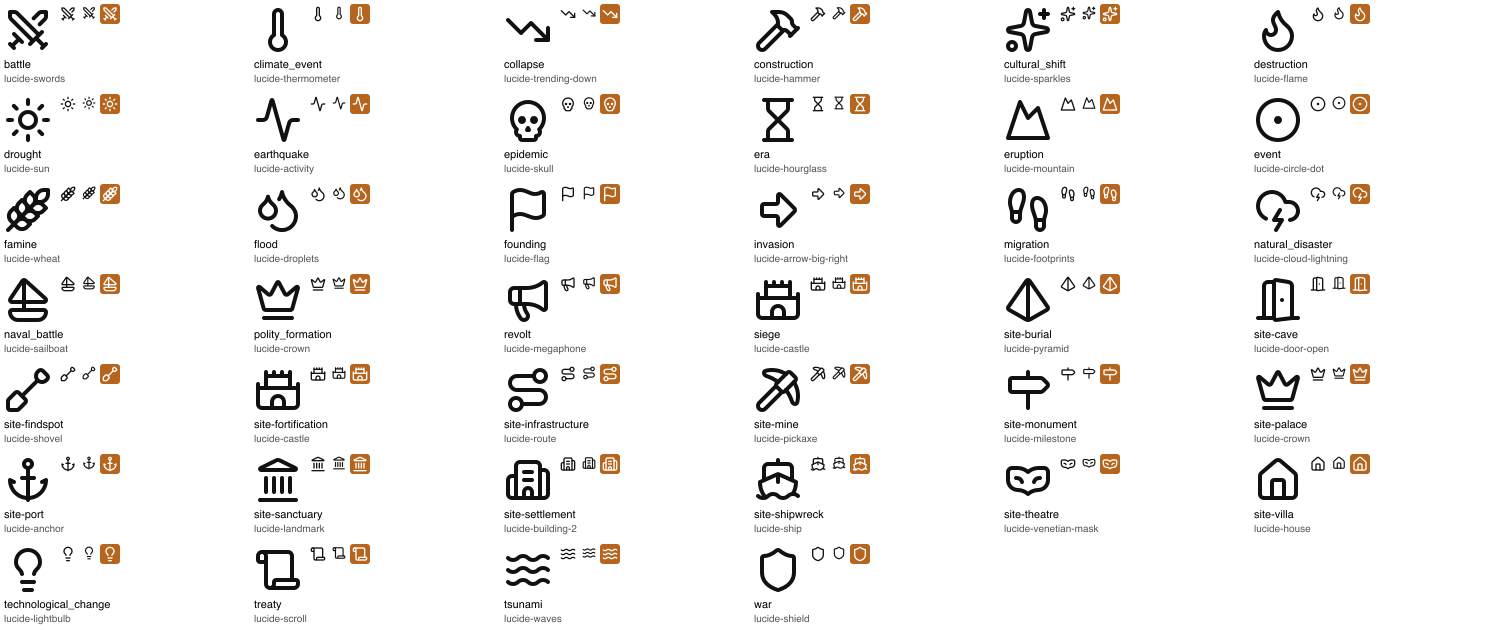 battle
lucide-swords
climate_event
lucide-thermometer
collapse
lucide-trending-down
construction
lucide-hammer
cultural_shift
lucide-sparkles
destruction
lucide-flame
drought
lucide-sun
earthquake
lucide-activity
epidemic
lucide-skull
era
lucide-hourglass
eruption
lucide-mountain
event
lucide-circle-dot
famine
lucide-wheat
flood
lucide-droplets
founding
lucide-flag
invasion
lucide-arrow-big-right
migration
lucide-footprints
natural_disaster
lucide-cloud-lightning
naval_battle
lucide-sailboat
polity_formation
lucide-crown
revolt
lucide-megaphone
siege
lucide-castle
site-burial
lucide-pyramid
site-cave
lucide-door-open
site-findspot
lucide-shovel
site-fortification
lucide-castle
site-infrastructure
lucide-route
site-mine
lucide-pickaxe
site-monument
lucide-milestone
site-palace
lucide-crown
site-port
lucide-anchor
site-sanctuary
lucide-landmark
site-settlement
lucide-building-2
site-shipwreck
lucide-ship
site-theatre
lucide-venetian-mask
site-villa
lucide-house
technological_change
lucide-lightbulb
treaty
lucide-scroll
tsunami
lucide-waves
war
lucide-shield